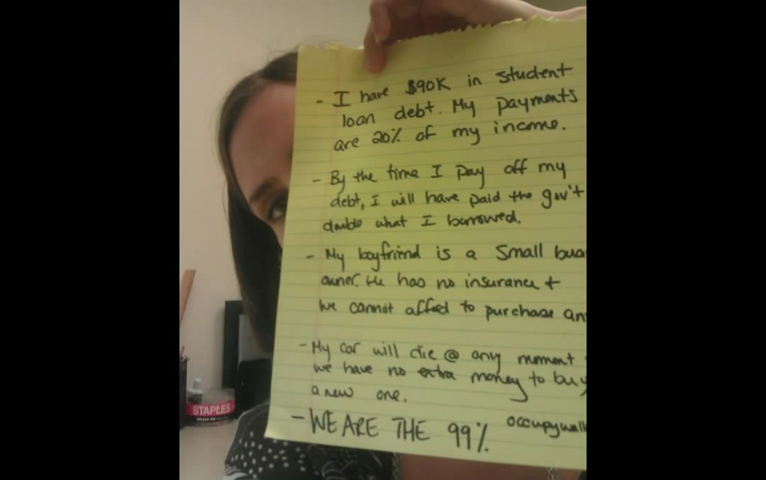 - I have $90K in student
loan debt. My payments
are 20% of my income.
- By the time I pay off my
debt, I will have paid the gov't
double what I borrowed.
- My boyfriend is a small
owner. He has no insurance +
we cannot afford to purchase
- My car will die @ any moment
we have no extra money to buy
a new one.
- WE ARE THE 99%
occupywall
STAPLES